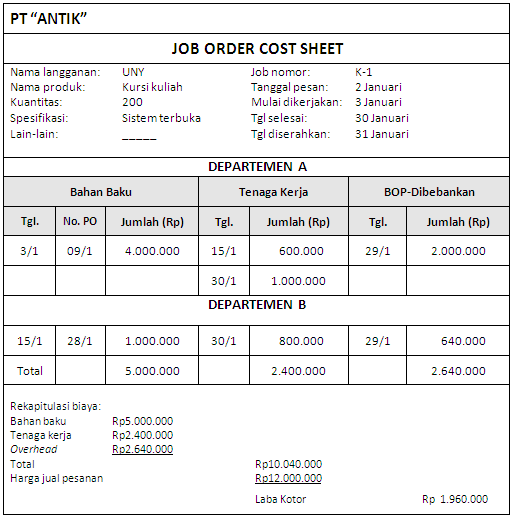 PT “ANTIK”
JOB ORDER COST SHEET
Nama langganan: UNY Job nomor: K-1
Nama produk: Kursi kuliah Tanggal pesan: 2 Januari
Kuantitas: 200 Mulai dikerjakan: 3 Januari
Spesifikasi: Sistem terbuka Tgl selesai: 30 Januari
Lain-lain: _____ Tgl diserahkan: 31 Januari
DEPARTEMEN A
Bahan Baku Tenaga Kerja BOP-Dibebankan
Tgl. No. PO Jumlah (Rp) Tgl. Jumlah (Rp) Tgl. Jumlah (Rp)
3/1 09/1 4.000.000 15/1 600.000 29/1 2.000.000
30/1 1.000.000
DEPARTEMEN B
15/1 28/1 1.000.000 30/1 800.000 29/1 640.000
Total 5.000.000 2.400.000 2.640.000
Rekapitulasi biaya:
Bahan baku Rp5.000.000
Tenaga kerja Rp2.400.000
Overhead Rp2.640.000
Total Rp10.040.000
Harga jual pesanan Rp12.000.000
Laba Kotor Rp 1.960.000